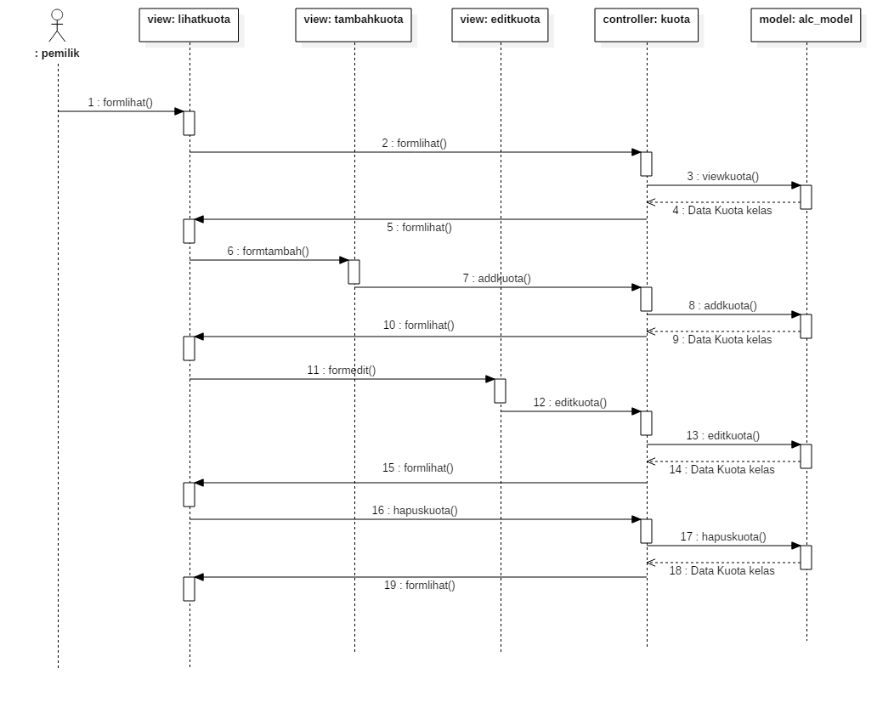 view: lihatkuota
view: tambahkuota
view: editkuota
controller: kuota
model: alc_model
: pemilik
1 : formlihat()
2 : formlihat()
3 : viewkuota()
4 : Data Kuota kelas
5 : formlihat()
6 : formtambah()
7 : addkuota()
8 : addkuota()
9 : Data Kuota kelas
10 : formlihat()
11 : formedit()
12 : editkuota()
13 : editkuota()
14 : Data Kuota kelas
15 : formlihat()
16 : hapuskuota()
17 : hapuskuota()
18 : Data Kuota kelas
19 : formlihat()